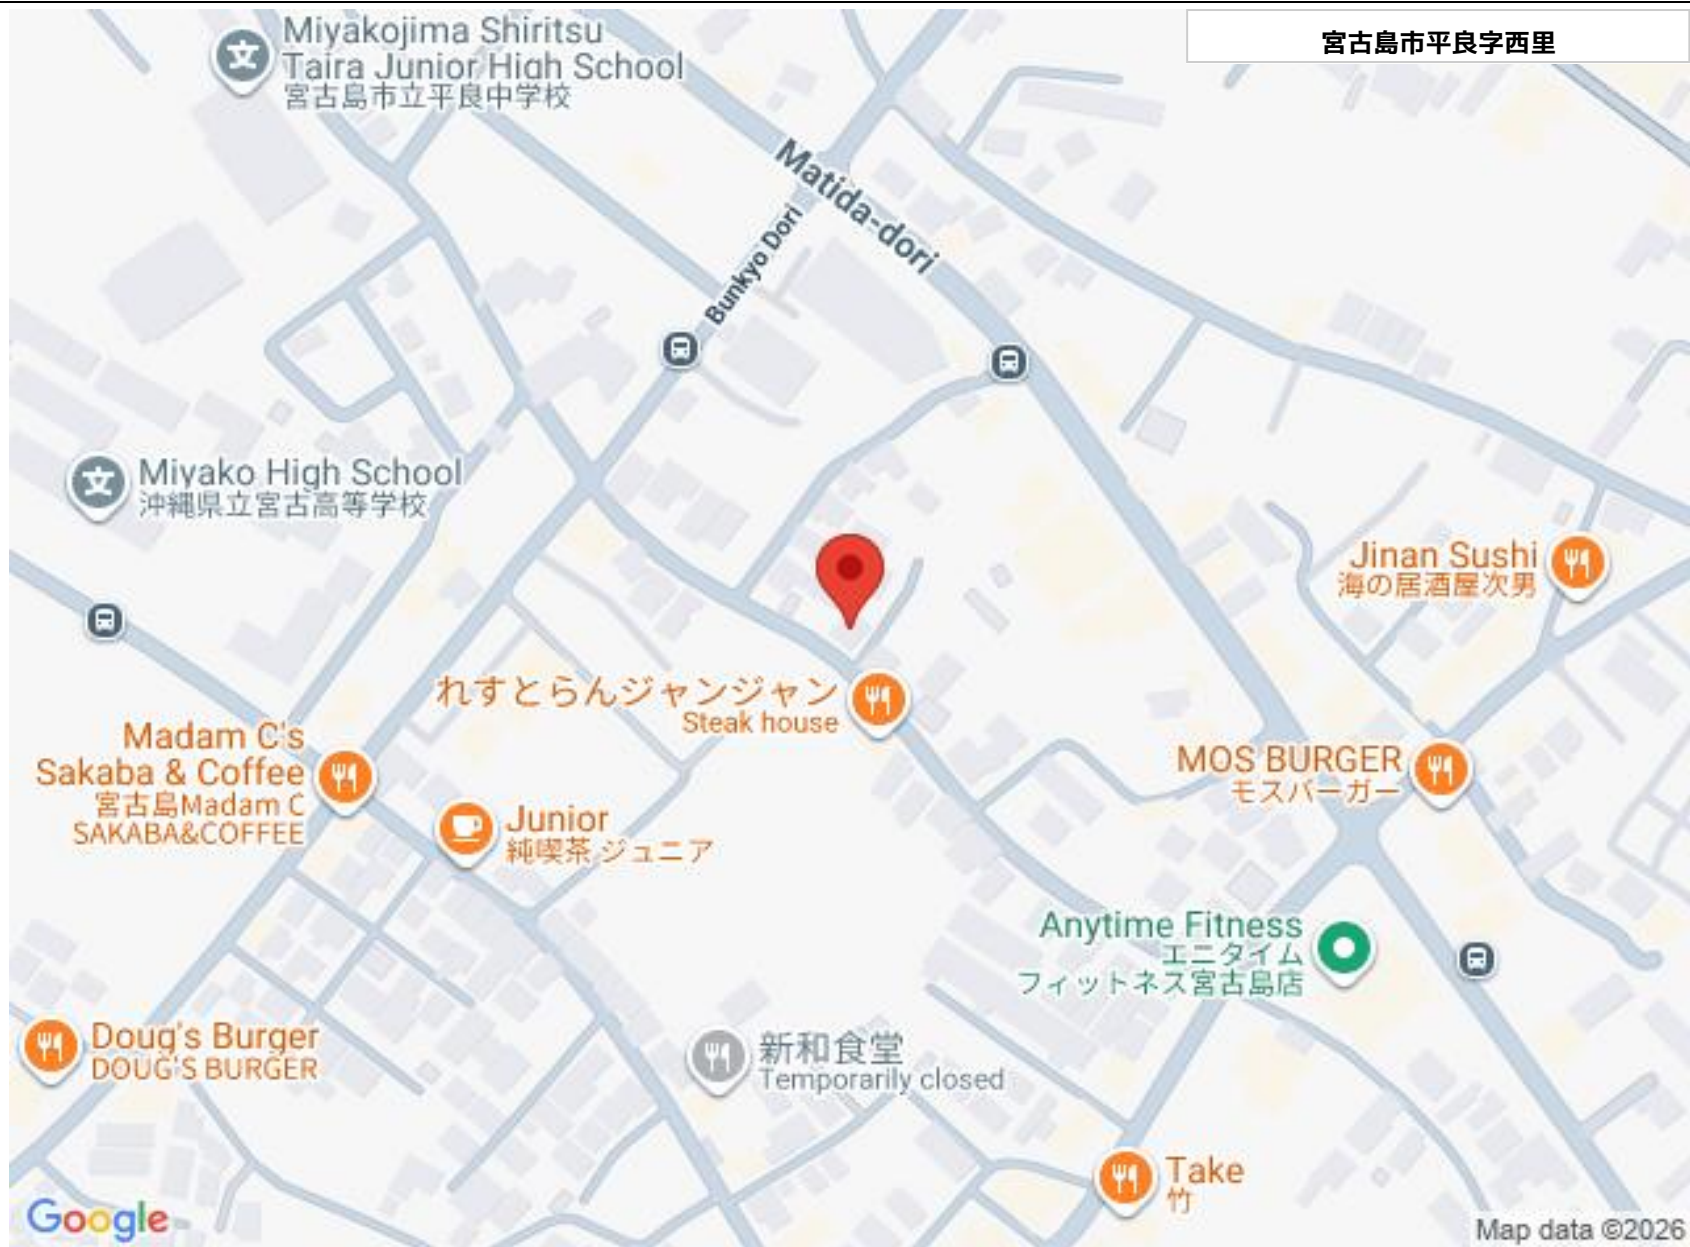 Miyakojima Shiritsu
Taira Junior High School
宮古島市立平良中学校
宮古島市平良字西里
Matida-dori
Bunkyo Dori
Miyako High School
沖縄県立宮古高等学校
Jinan Sushi
海の居酒屋次男
れすとらんジャンジャン
Steak house
Madam C's
Sakaba & Coffee
宮古島Madam C
SAKABA&COFFEE
MOS BURGER
モスバーガー
Junior
純喫茶 ジュニア
Anytime Fitness
エニタイム
フィットネス宮古島店
Doug's Burger
DOUG'S BURGER
新和食堂
Temporarily closed
Take
竹
Google
Map data ©2026